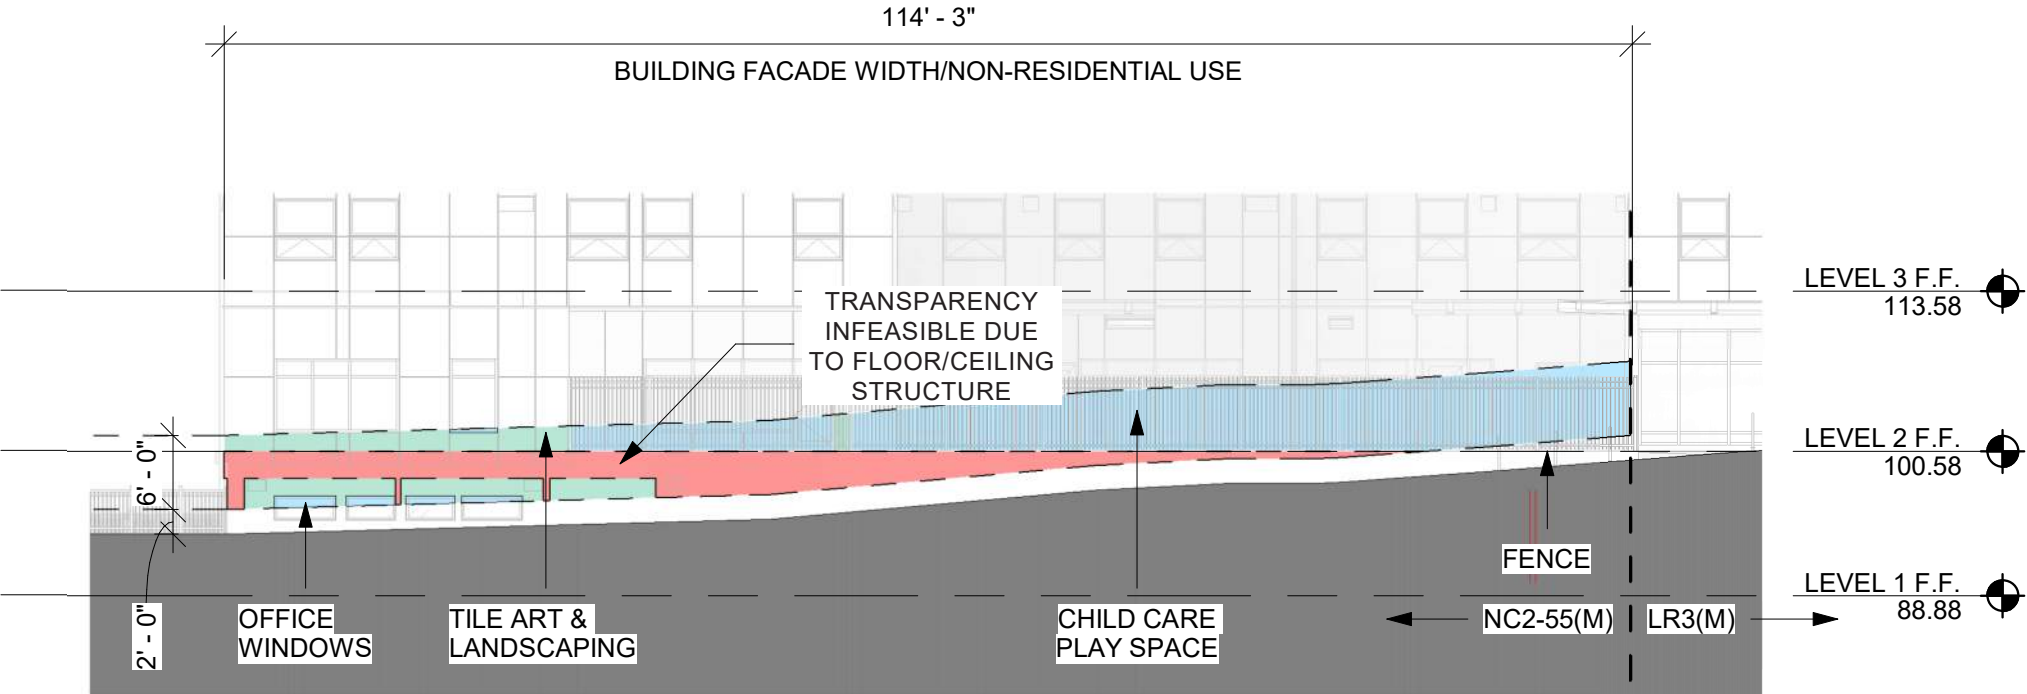 114' - 3"
BUILDING FACADE WIDTH/NON-RESIDENTIAL USE
TRANSPARENCY
INFEASIBLE DUE
TO FLOOR/CEILING
STRUCTURE
LEVEL 3 F.F.
113.58
LEVEL 2 F.F.
100.58
6' - 0"
2' - 0"
FENCE
LEVEL 1 F.F.
88.88
OFFICE
WINDOWS
TILE ART &
LANDSCAPING
CHILD CARE
PLAY SPACE
NC2-55(M)
LR3(M)